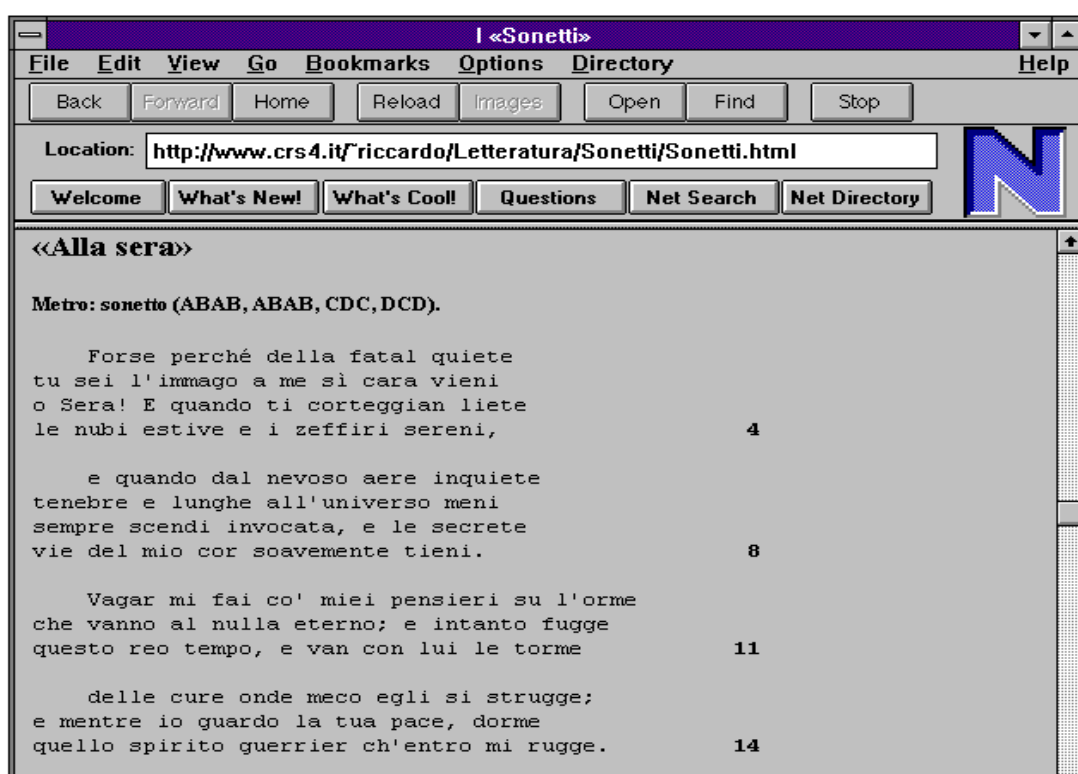 I «Sonetti»
File Edit View Go Bookmarks Options Directory Help
Back Forward Home Reload Images Open Find Stop
Location: http://www.crs4.it/~riccardo/Letteratura/Sonetti/Sonetti.html
N
Welcome What's New! What's Cool! Questions Net Search Net Directory
«Alla sera»
Metro: sonetto (ABAB, ABAB, CDC, DCD).
Forse perché della fatal quiete
tu sei l'immago a me sì cara vieni
o Sera! E quando ti corteggian liete
le nubi estive e i zeffiri sereni, 4
e quando dal nevoso aere inquiete
tenebre e lunghe all'universo meni
sempre scendi invocata, e le secrete
vie del mio cor soavemente tieni. 8
Vagar mi fai co' miei pensieri su l'orme
che vanno al nulla eterno; e intanto fugge
questo reo tempo, e van con lui le torme 11
delle cure onde meco egli si strugge;
e mentre io guardo la tua pace, dorme
quello spirito guerrier ch'entro mi rugge. 14